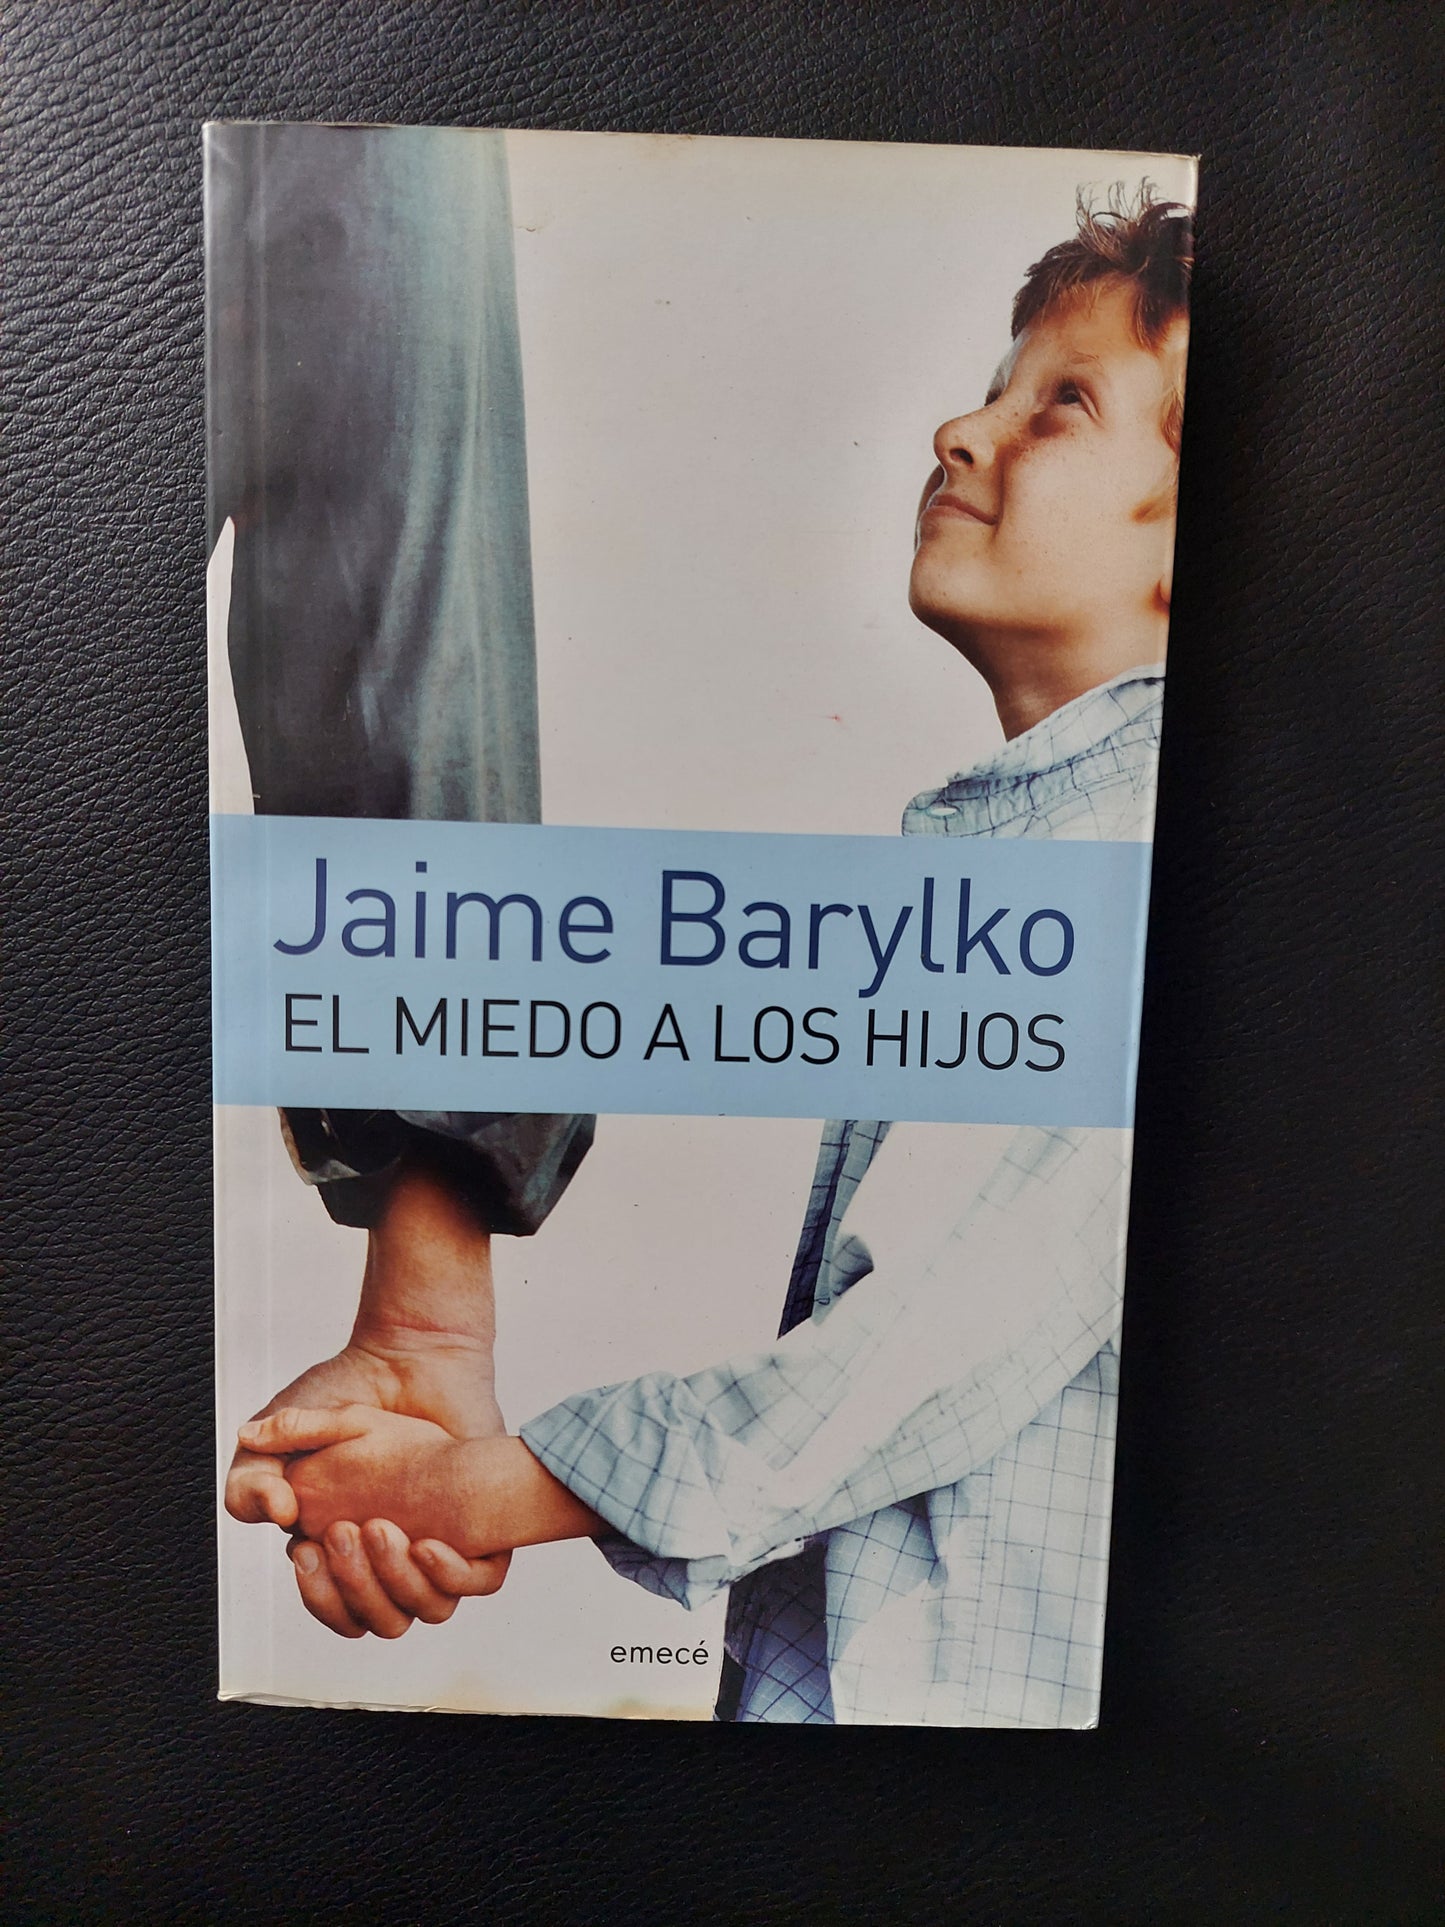 Jaime Barylko
EL MIEDO A LOS HIJOS
emecé